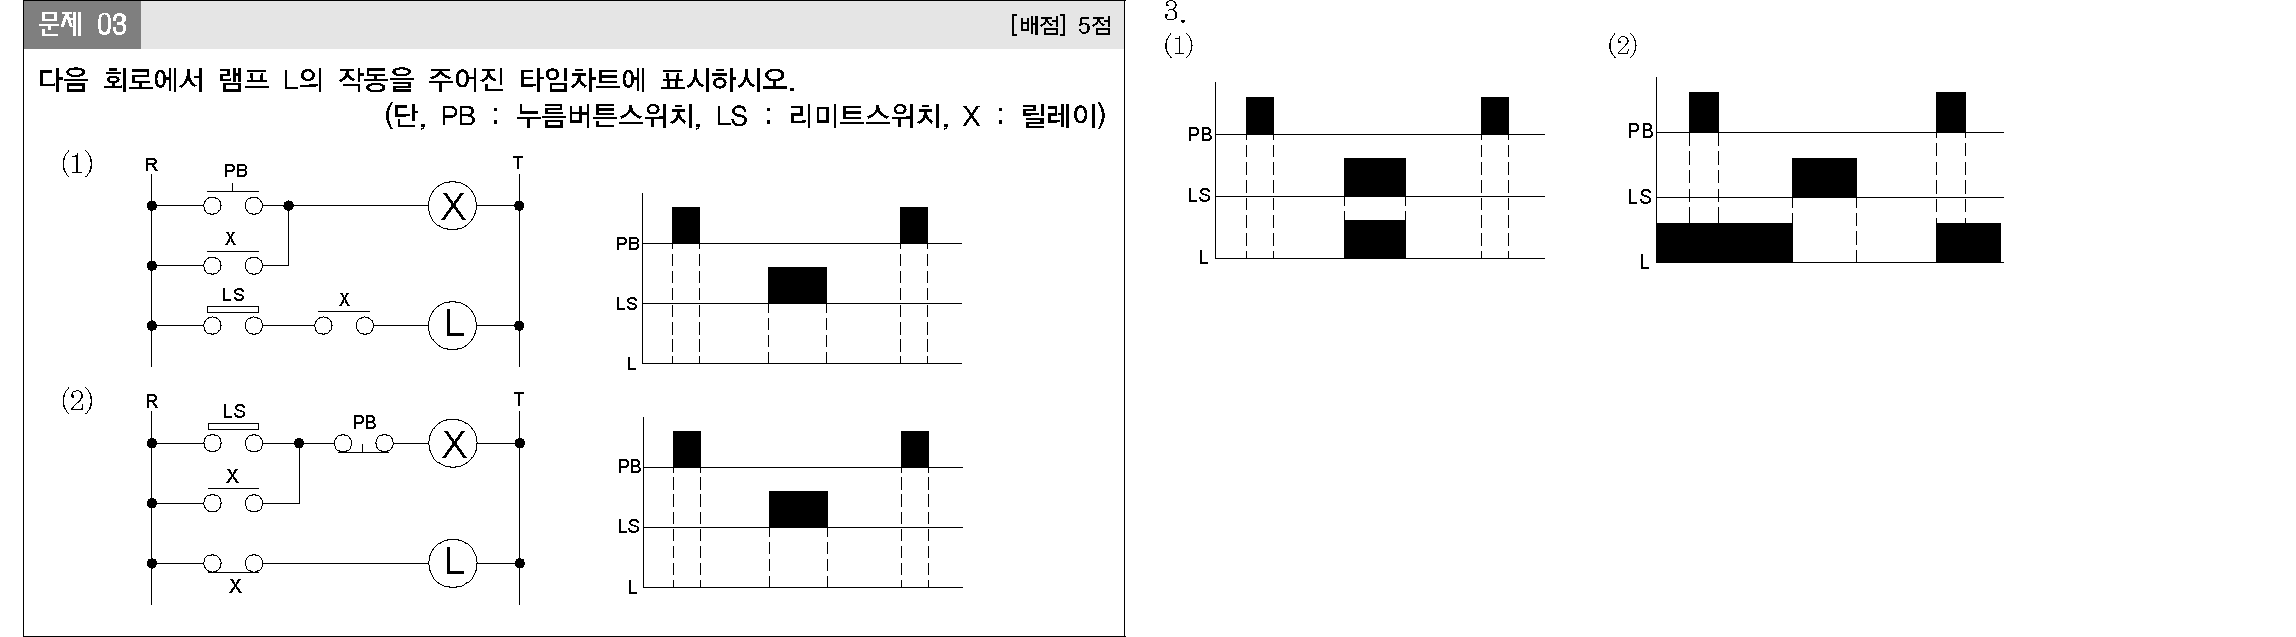 문제 03 [배점] 5점
다음 회로에서 램프 L의 작동을 주어진 타임차트에 표시하시오.
(단, PB : 누름버튼스위치, LS : 리미트스위치, X : 릴레이)
(1)
R
T
PB
X
X
LS
X
L
PB
LS
L
(2)
R
T
LS
PB
X
X
L
X
PB
LS
L
3.
(1)
PB
LS
L
(2)
PB
LS
L